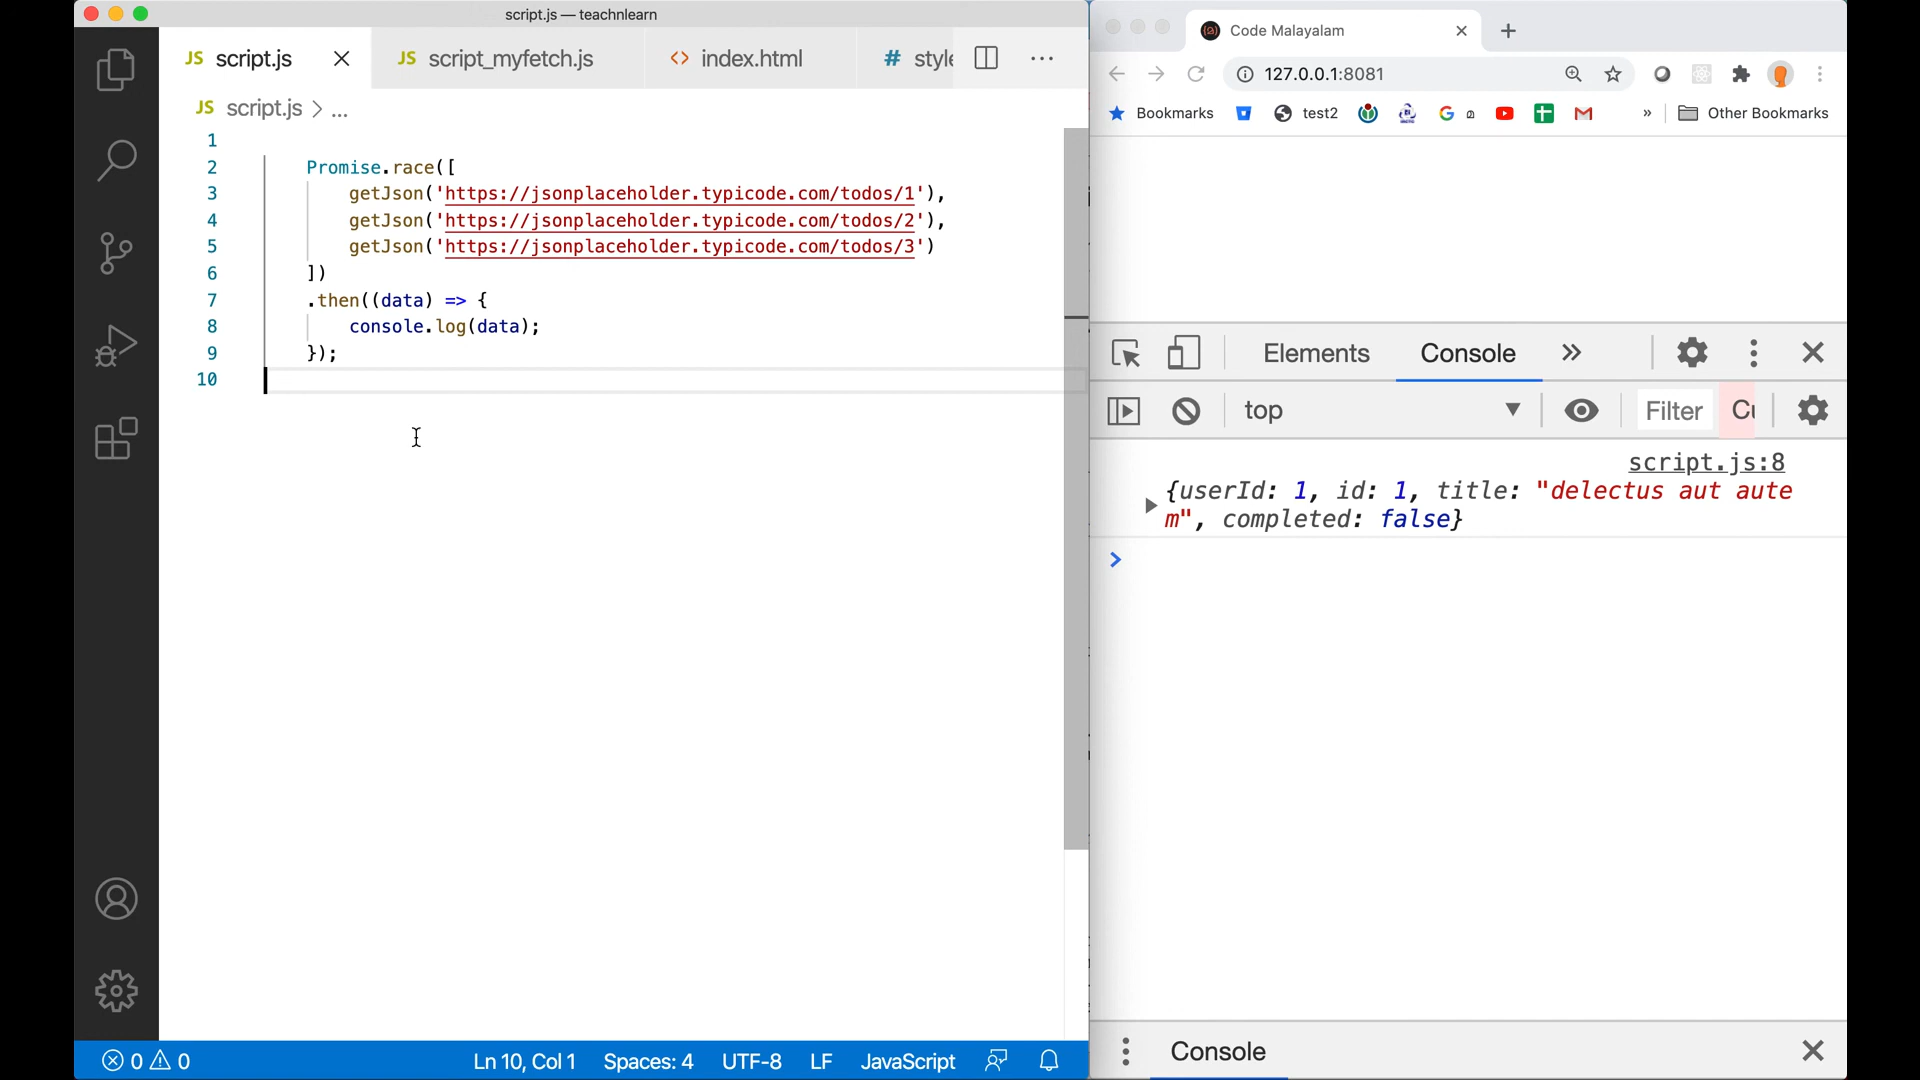 script.js — teachnlearn
JS script.js
JS script_myfetch.js
<> index.html
# style
JS script.js > ...
1
2 Promise.race([
3 getJson('https://jsonplaceholder.typicode.com/todos/1'),
4 getJson('https://jsonplaceholder.typicode.com/todos/2'),
5 getJson('https://jsonplaceholder.typicode.com/todos/3')
6 ])
7 .then((data) => {
8 console.log(data);
9 });
10
0 0
Ln 10, Col 1 Spaces: 4 UTF-8 LF JavaScript
Code Malayalam
127.0.0.1:8081
Bookmarks test2 » Other Bookmarks
Elements Console »
top Filter
script.js:8
{userId: 1, id: 1, title: "delectus aut aute
m", completed: false}
>
Console